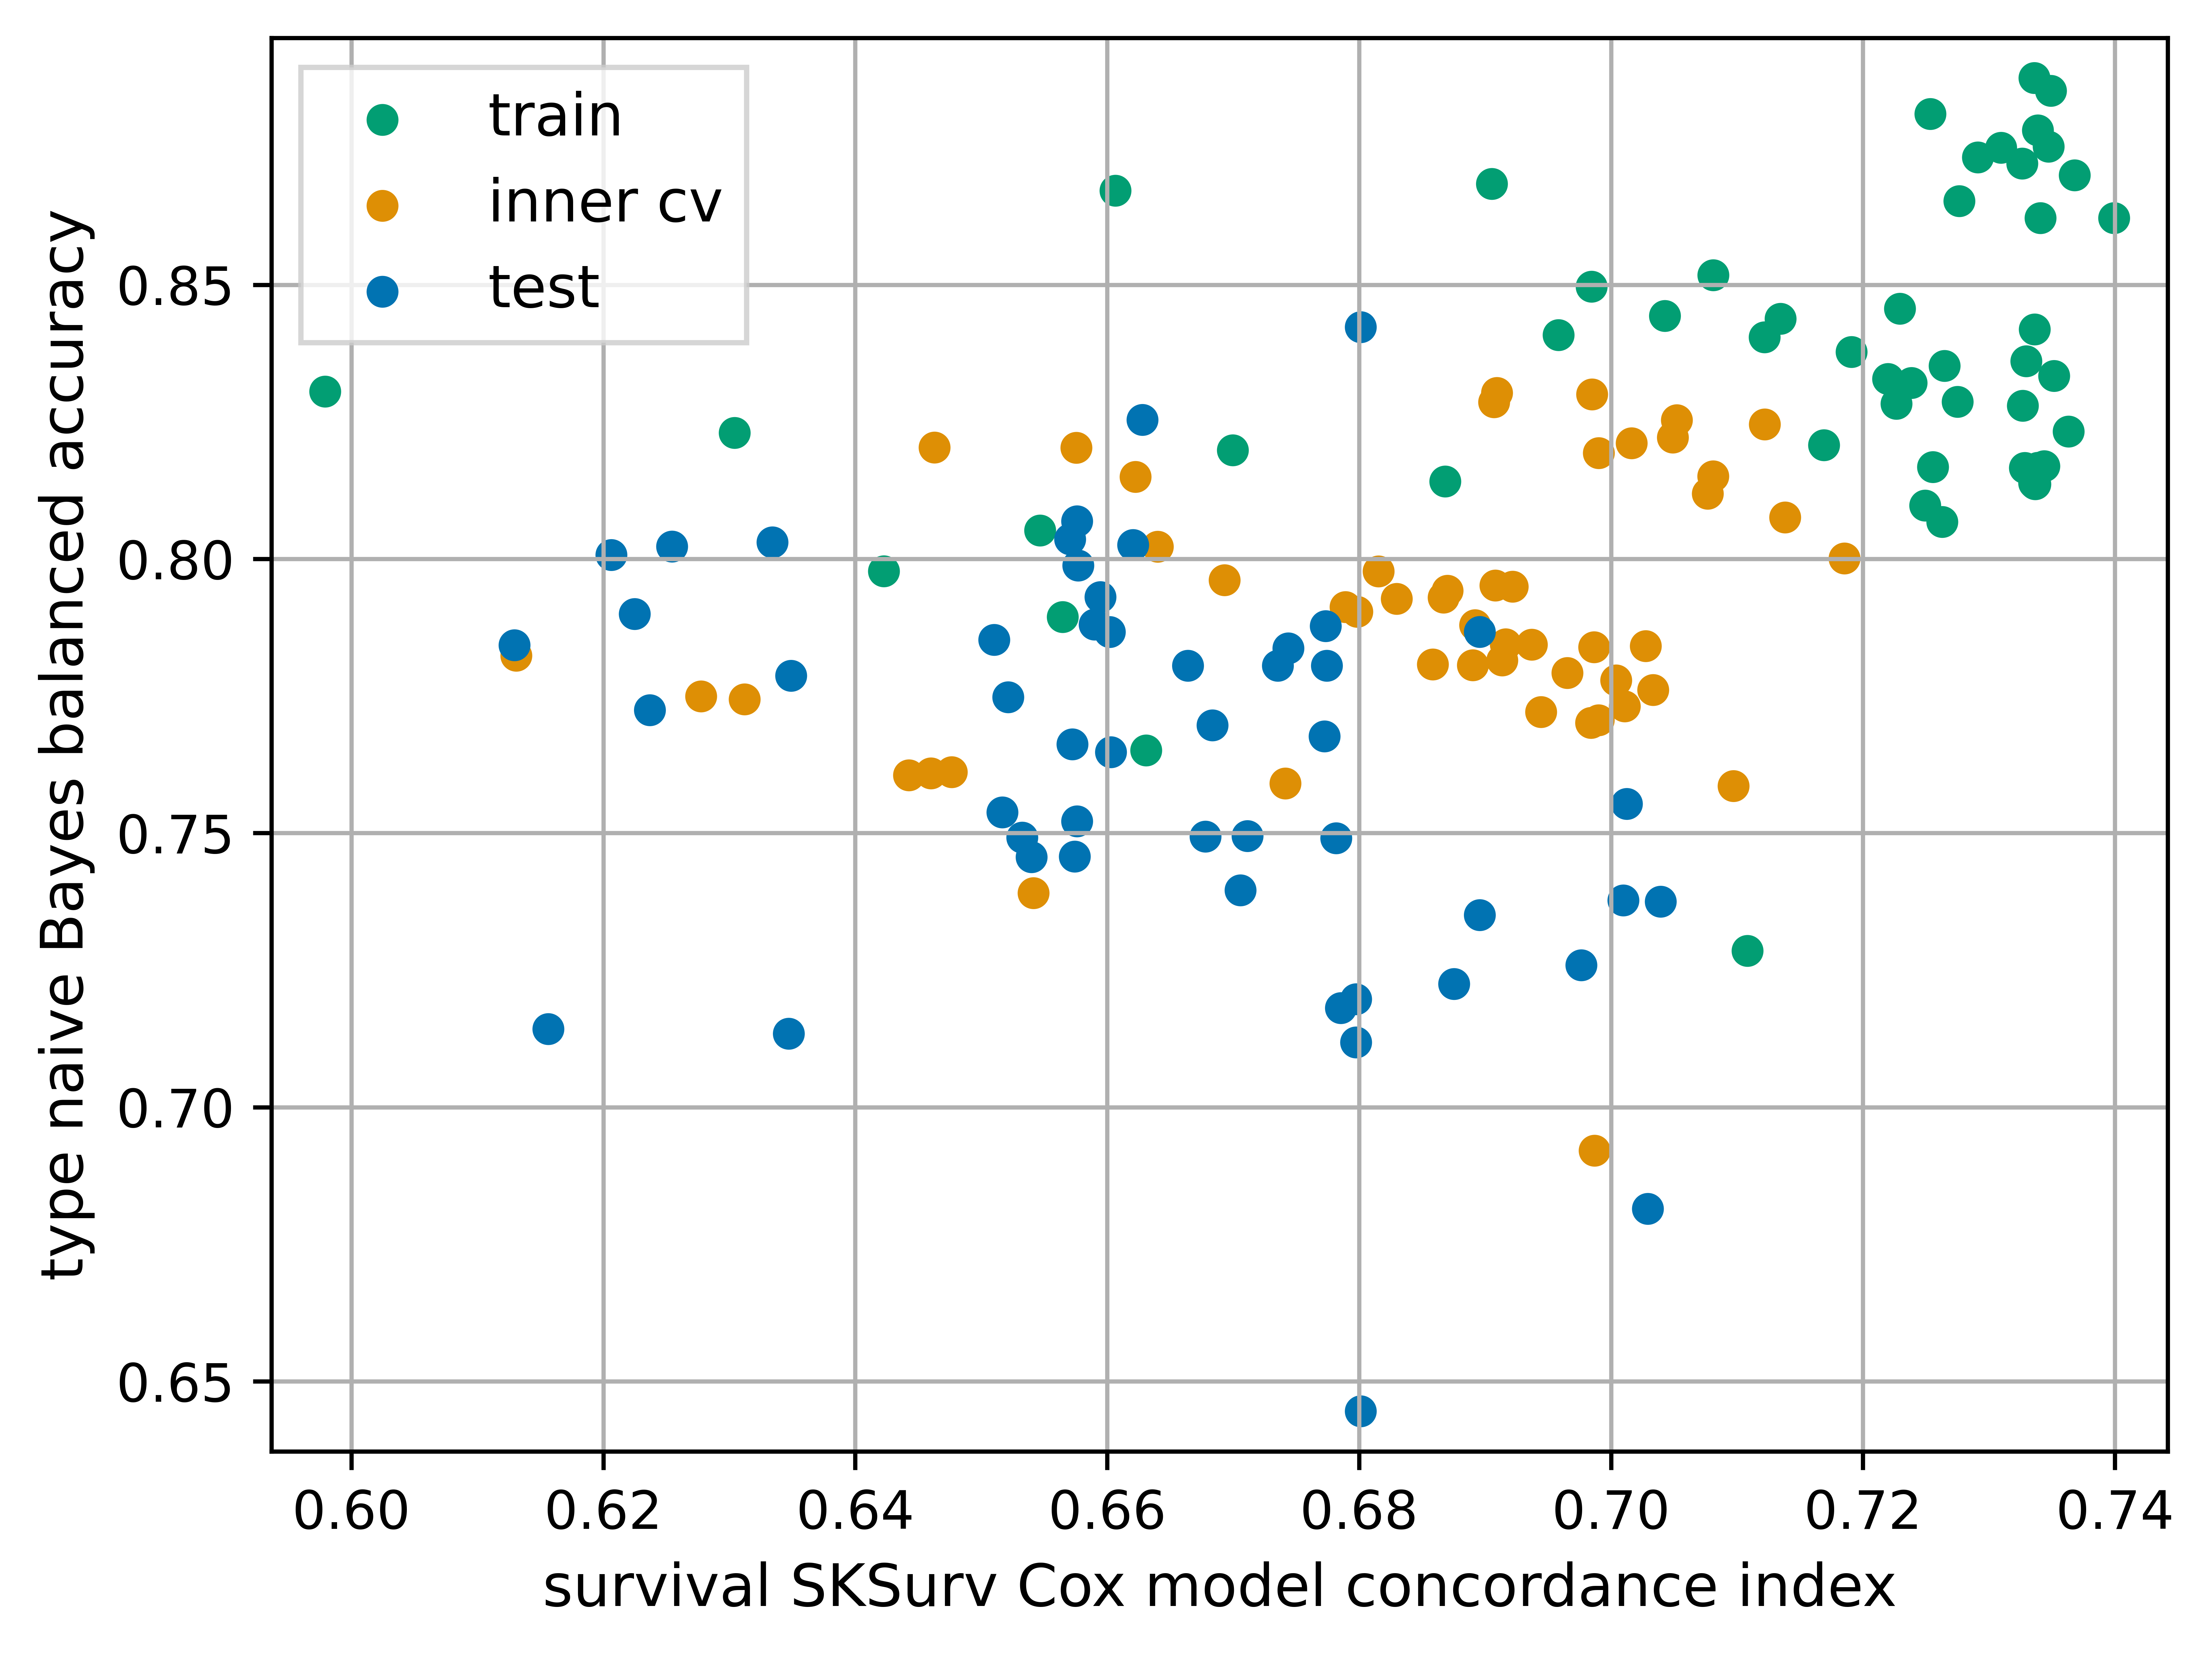 train
inner cv
test
type naive Bayes balanced accuracy
0.85
0.80
0.75
0.70
0.65
0.60 0.62 0.64 0.66 0.68 0.70 0.72 0.74
survival SKSurv Cox model concordance index